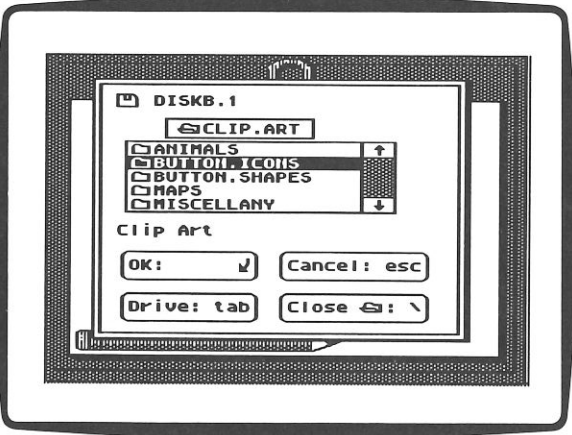 DISKB.1
CLIP.ART
ANIMALS
BUTTON.ICONS
BUTTON.SHAPES
MAPS
MISCELLANY
Clip Art
OK:
Cancel: esc
Drive: tab
Close : \